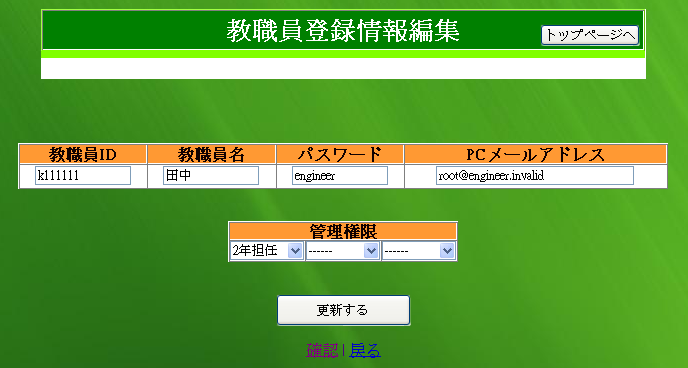 教職員登録情報編集
トップページへ
教職員ID 教職員名 パスワード PCメールアドレス
k111111 田中 engineer root@engineer.invalid
管理権限
2年担任 ------ ------
更新する
確認 | 戻る